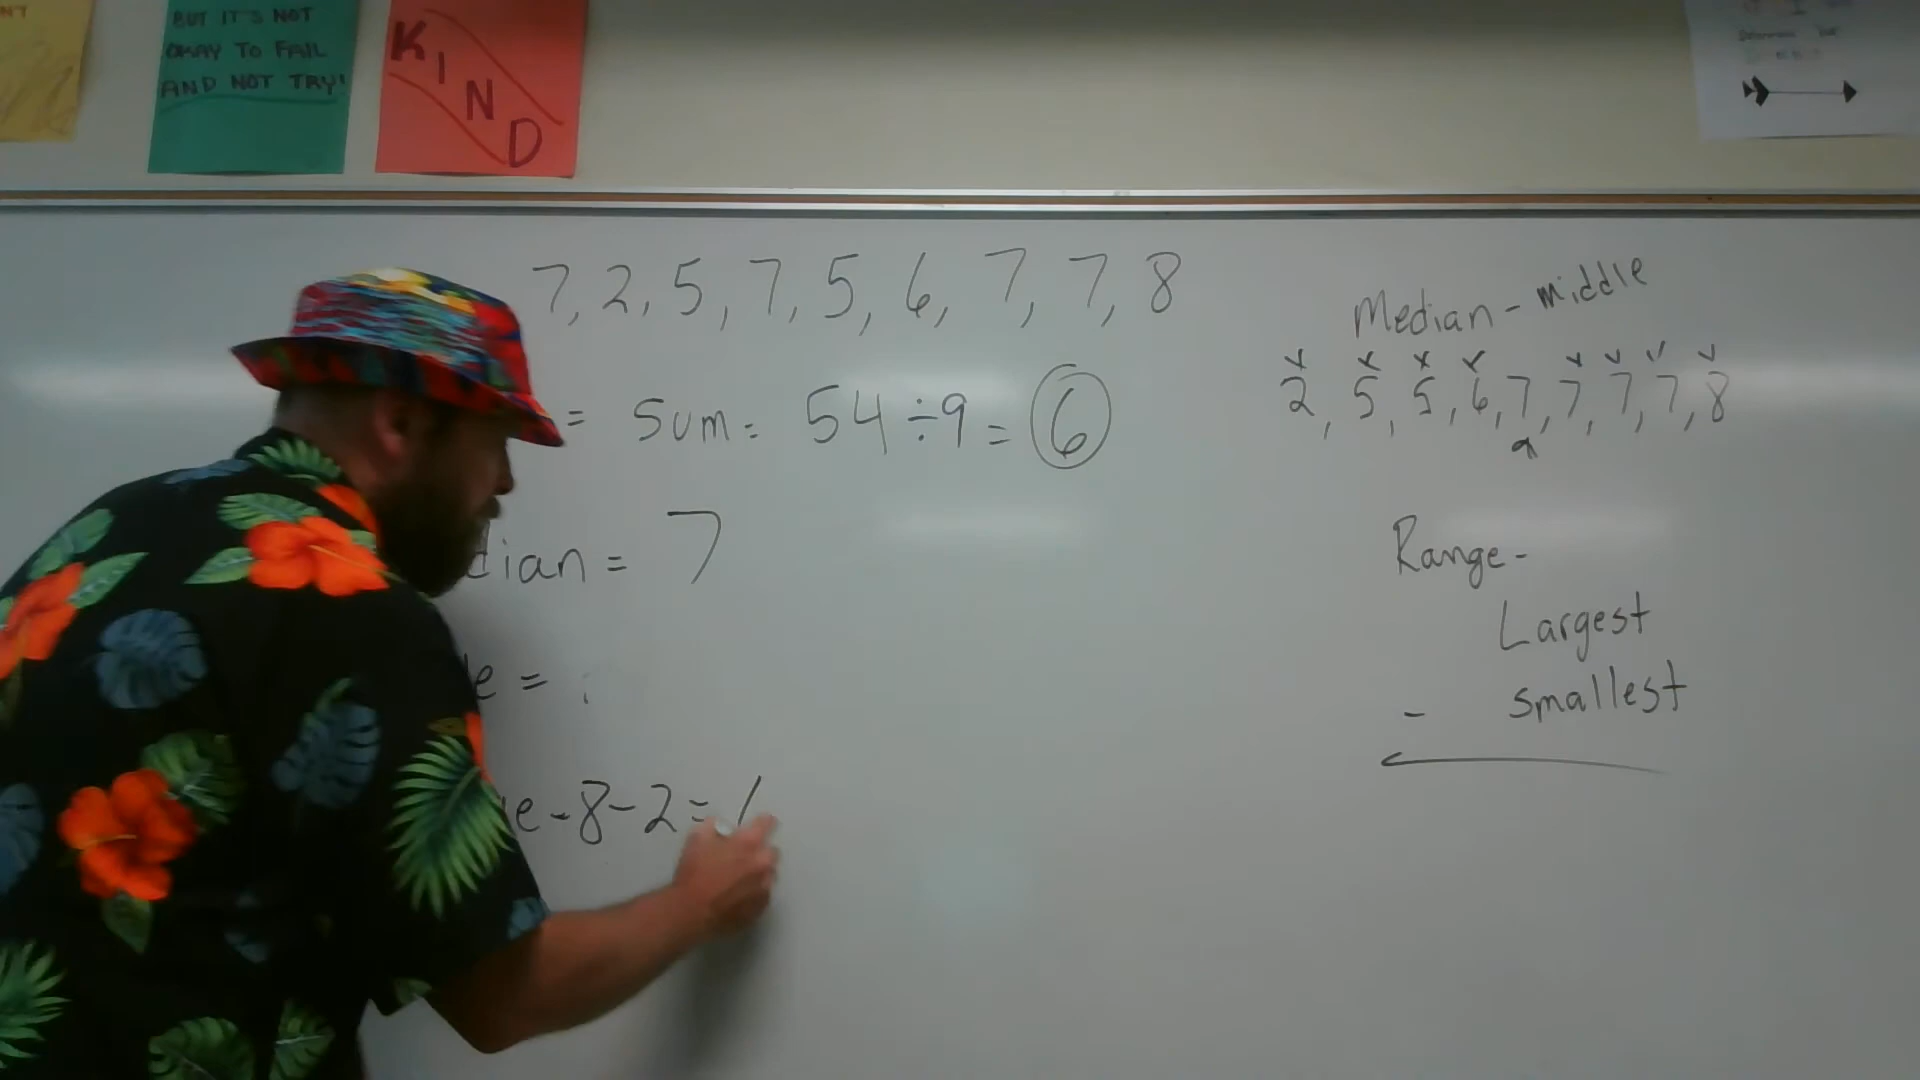 BUT IT'S NOT
OKAY TO FAIL
AND NOT TRY!
KIND
7, 2, 5, 7, 5, 6, 7, 7, 8
= Sum = 54 ÷ 9 = 6
dian = 7
e =
e - 8 - 2 =
Median - middle
2, 5, 5, 6, 7, 7, 7, 7, 8
Range -
Largest
- smallest